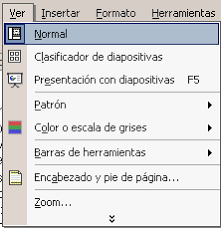 Ver Insertar Formato Herramientas
Normal
Clasificador de diapositivas
Presentación con diapositivas F5
Patrón
Color o escala de grises
Barras de herramientas
Encabezado y pie de página...
Zoom...